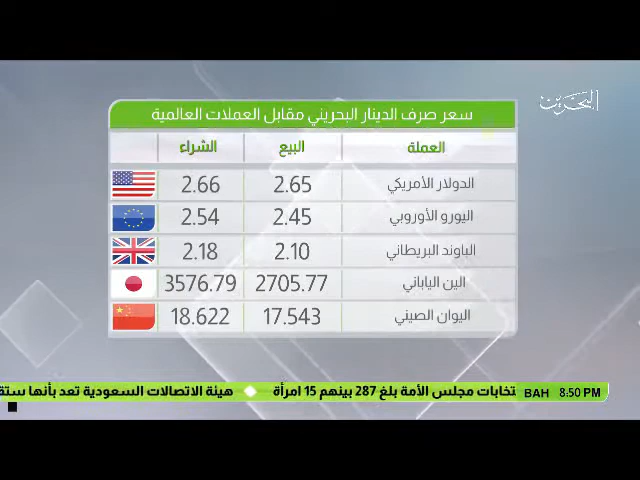 البحرين
سعر صرف الدينار البحريني مقابل العملات العالمية
العملة البيع الشراء
الدولار الأمريكي 2.65 2.66
اليورو الأوروبي 2.45 2.54
الباوند البريطاني 2.10 2.18
الين الياباني 2705.77 3576.79
اليوان الصيني 17.543 18.622
BAH 8:50 PM
نتخابات مجلس الأمة بلغ 287 بينهم 15 امرأة هيئة الاتصالات السعودية تعد بأنها ستق